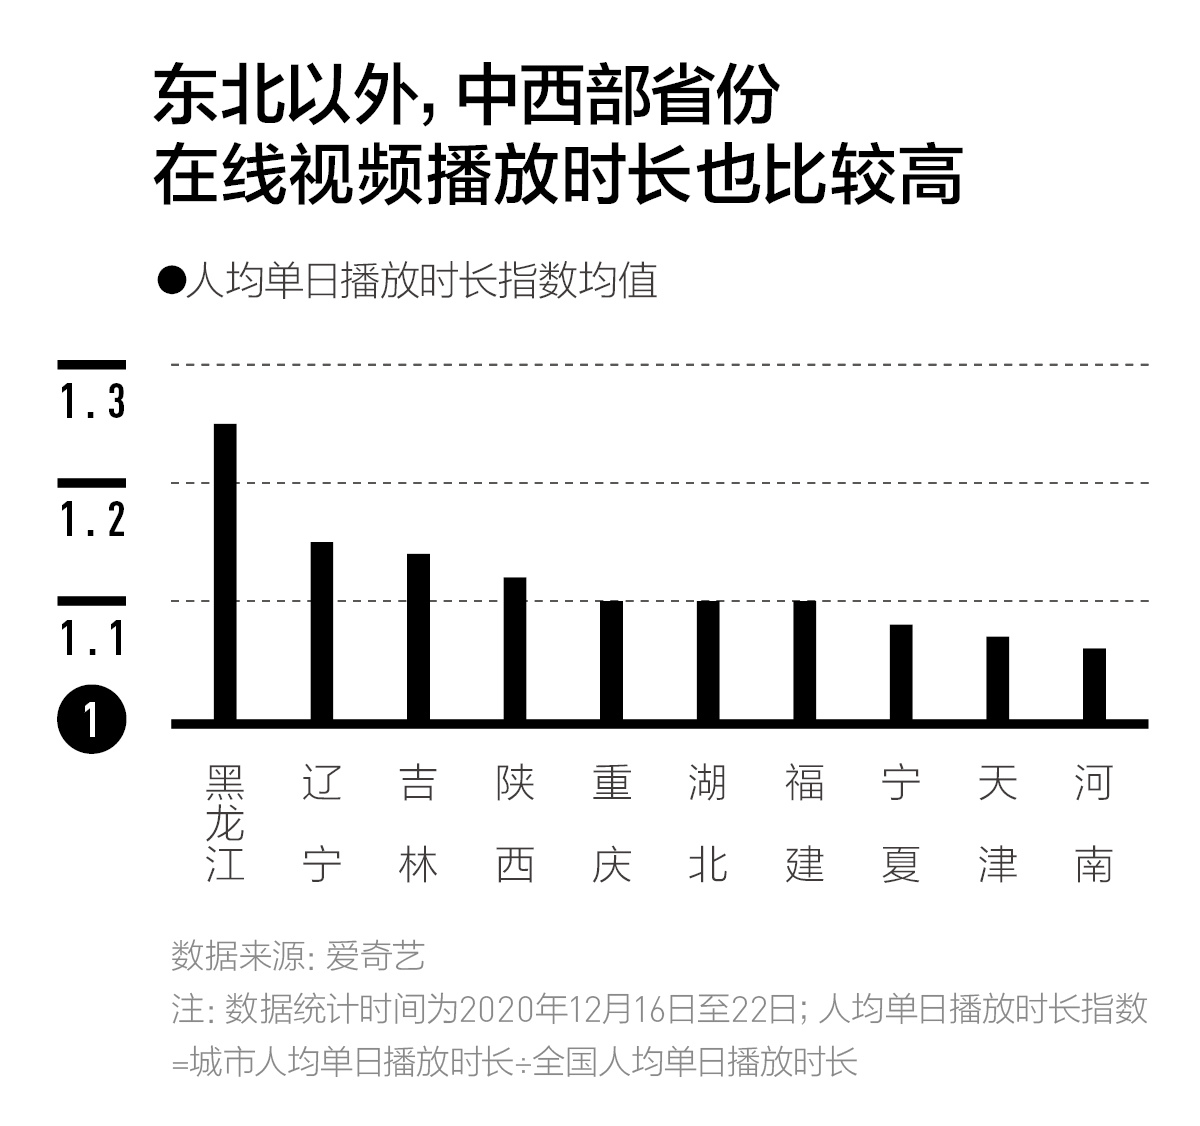 东北以外，中西部省份
在线视频播放时长也比较高
●人均单日播放时长指数均值
1.3
1.2
1.1
1
黑龙江
辽宁
吉林
陕西
重庆
湖北
福建
宁夏
天津
河南
数据来源：爱奇艺
注：数据统计时间为2020年12月16日至22日；人均单日播放时长指数
=城市人均单日播放时长÷全国人均单日播放时长